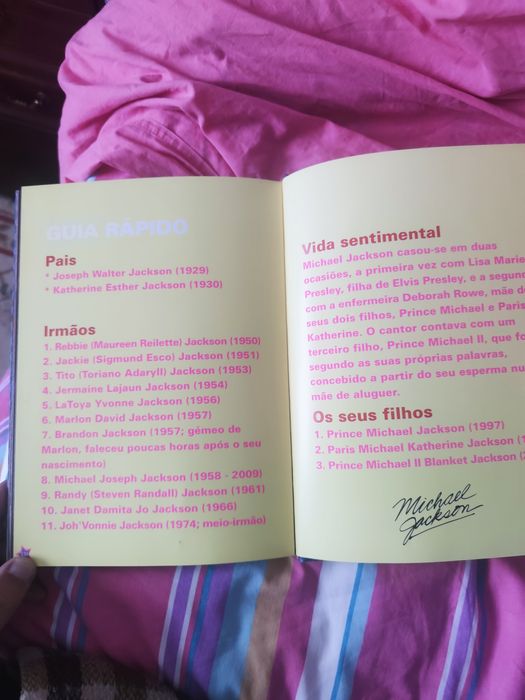 GUIA RÁPIDO
Pais
* Joseph Walter Jackson (1929)
* Katherine Esther Jackson (1930)
Irmãos
1. Rebbie (Maureen Reilette) Jackson (1950)
2. Jackie (Sigmund Esco) Jackson (1951)
3. Tito (Toriano Adaryll) Jackson (1953)
4. Jermaine Lajaun Jackson (1954)
5. LaToya Yvonne Jackson (1956)
6. Marlon David Jackson (1957)
7. Brandon Jackson (1957; gémeo de
Marlon, faleceu poucas horas após o seu
nascimento)
8. Michael Joseph Jackson (1958 - 2009)
9. Randy (Steven Randall) Jackson (1961)
10. Janet Damita Jo Jackson (1966)
11. Joh'Vonnie Jackson (1974; meio-irmão)
Vida sentimental
Michael Jackson casou-se em duas
ocasiões, a primeira vez com Lisa Marie
Presley, filha de Elvis Presley, e a segun
com a enfermeira Deborah Rowe, mãe de
seus dois filhos, Prince Michael e Paris
Katherine. O cantor contava com um
terceiro filho, Prince Michael II, que fo
segundo as suas próprias palavras,
concebido a partir do seu esperma nu
mãe de aluguer.
Os seus filhos
1. Prince Michael Jackson (1997)
2. Paris Michael Katherine Jackson (1
3. Prince Michael II Blanket Jackson (2
Michael
Jackson